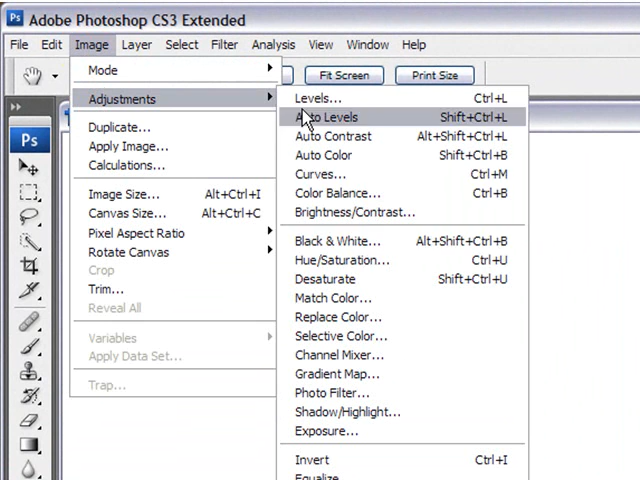 Ps Adobe Photoshop CS3 Extended
File Edit Image Layer Select Filter Analysis View Window Help
Fit Screen Print Size
Mode
Adjustments
Duplicate...
Apply Image...
Calculations...
Image Size... Alt+Ctrl+I
Canvas Size... Alt+Ctrl+C
Pixel Aspect Ratio
Rotate Canvas
Crop
Trim...
Reveal All
Variables
Apply Data Set...
Trap...
Levels... Ctrl+L
Auto Levels Shift+Ctrl+L
Auto Contrast Alt+Shift+Ctrl+L
Auto Color Shift+Ctrl+B
Curves... Ctrl+M
Color Balance... Ctrl+B
Brightness/Contrast...
Black & White... Alt+Shift+Ctrl+B
Hue/Saturation... Ctrl+U
Desaturate Shift+Ctrl+U
Match Color...
Replace Color...
Selective Color...
Channel Mixer...
Gradient Map...
Photo Filter...
Shadow/Highlight...
Exposure...
Invert Ctrl+I
Equalize
Ps